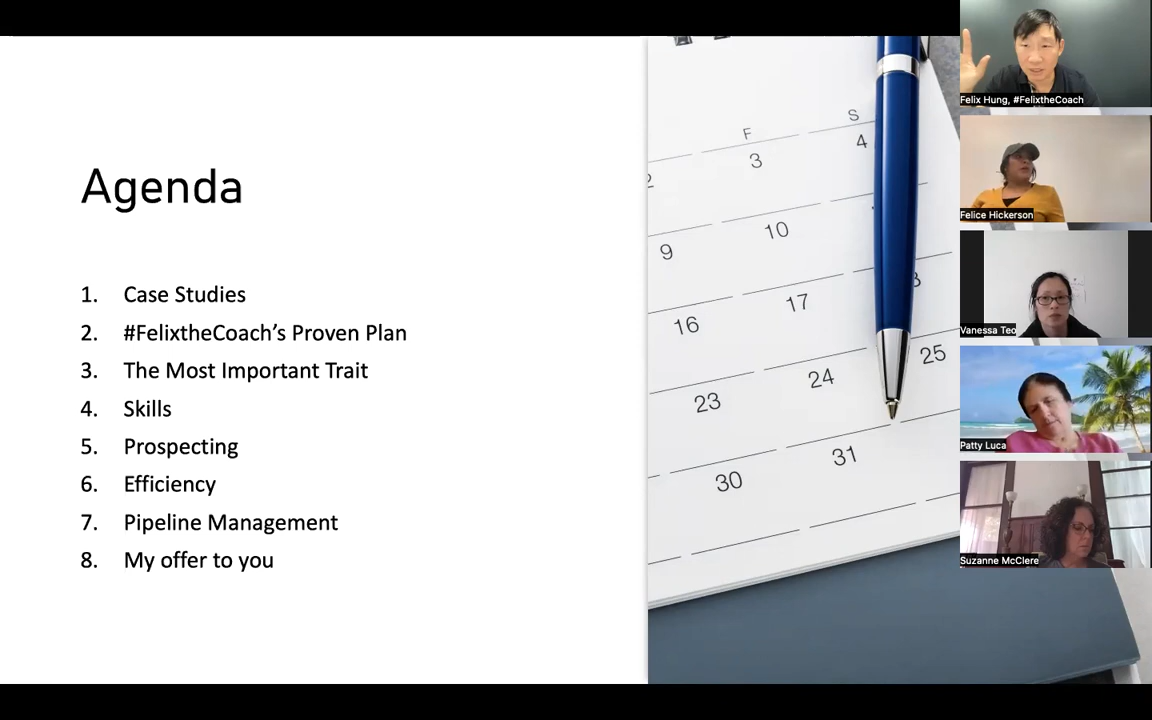 Agenda
1. Case Studies
2. #FelixtheCoach's Proven Plan
3. The Most Important Trait
4. Skills
5. Prospecting
6. Efficiency
7. Pipeline Management
8. My offer to you
F S
3 4
9 10
16 17
23 24 25
30 31
Felix Hung, #FelixtheCoach
Felice Hickerson
Vanessa Teo
Patty Luca
Suzanne McClere